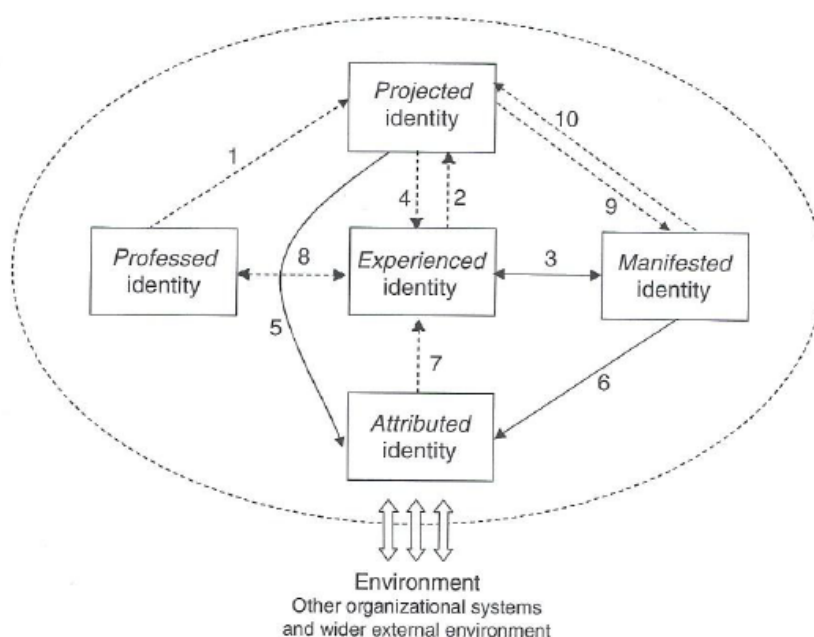 Projected
identity
10
1
4
2
9
Professed
identity
8
Experienced
identity
3
Manifested
identity
5
7
6
Attributed
identity
Environment
Other organizational systems
and wider external environment